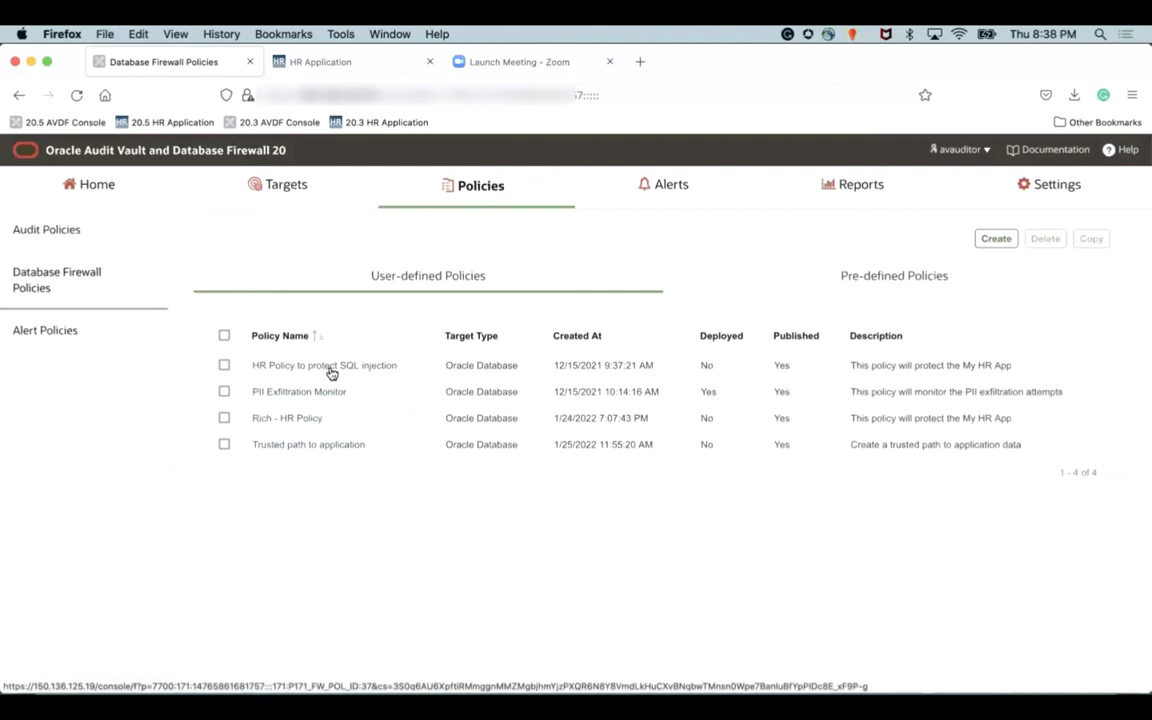 Firefox File Edit View History Bookmarks Tools Window Help Thu 8:38 PM
Database Firewall Policies HR HR Application Launch Meeting - Zoom
7:::::
20.5 AVDF Console HR 20.5 HR Application 20.3 AVDF Console HR 20.3 HR Application Other Bookmarks
Oracle Audit Vault and Database Firewall 20 avauditor Documentation Help
Home Targets Policies Alerts Reports Settings
Audit Policies
Create Delete Copy
Database Firewall
Policies
User-defined Policies Pre-defined Policies
Alert Policies
Policy Name Target Type Created At Deployed Published Description
HR Policy to protect SQL injection Oracle Database 12/15/2021 9:37:21 AM No Yes This policy will protect the My HR App
PII Exfiltration Monitor Oracle Database 12/15/2021 10:14:16 AM Yes Yes This policy will monitor the PII exfiltration attempts
Rich - HR Policy Oracle Database 1/24/2022 7:07:43 PM No Yes This policy will protect the My HR App
Trusted path to application Oracle Database 1/25/2022 11:55:20 AM No Yes Create a trusted path to application data
1 - 4 of 4